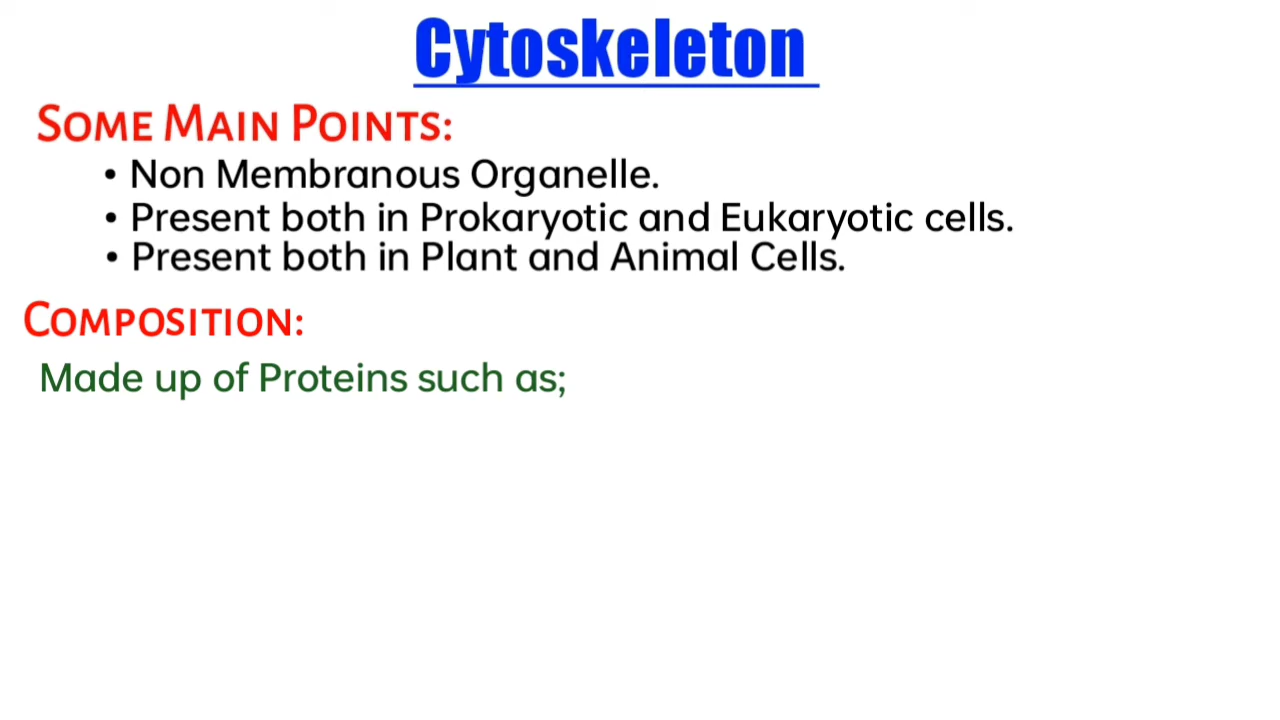 Cytoskeleton
Some Main Points:
• Non Membranous Organelle.
• Present both in Prokaryotic and Eukaryotic cells.
• Present both in Plant and Animal Cells.
Composition:
Made up of Proteins such as;